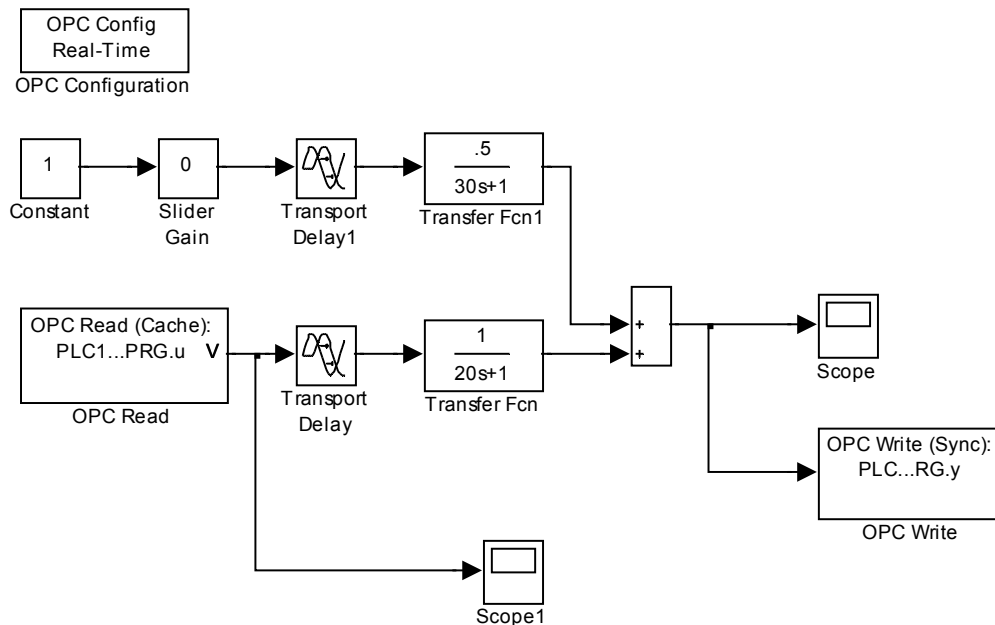 OPC Config
Real-Time
OPC Configuration
1
Constant
0
Slider
Gain
Transport
Delay1
.5
30s+1
Transfer Fcn1
OPC Read (Cache):
PLC1...PRG.u
V
OPC Read
Transport
Delay
1
20s+1
Transfer Fcn
+
+
Scope
OPC Write (Sync):
PLC...RG.y
OPC Write
Scope1